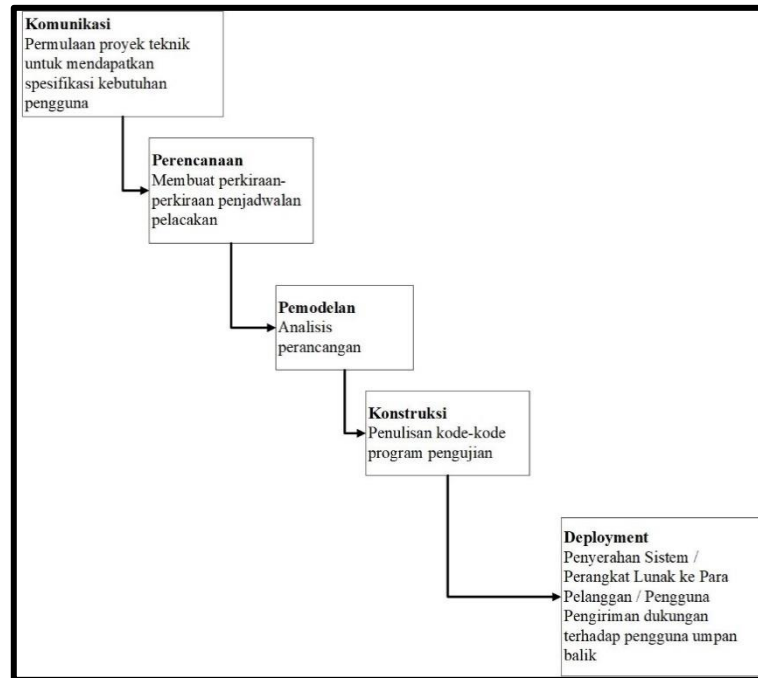 Komunikasi
Permulaan proyek teknik
untuk mendapatkan
spesifikasi kebutuhan
pengguna
Perencanaan
Membuat perkiraan-
perkiraan penjadwalan
pelacakan
Pemodelan
Analisis
perancangan
Konstruksi
Penulisan kode-kode
program pengujian
Deployment
Penyerahan Sistem /
Perangkat Lunak ke Para
Pelanggan / Pengguna
Pengiriman dukungan
terhadap pengguna umpan
balik